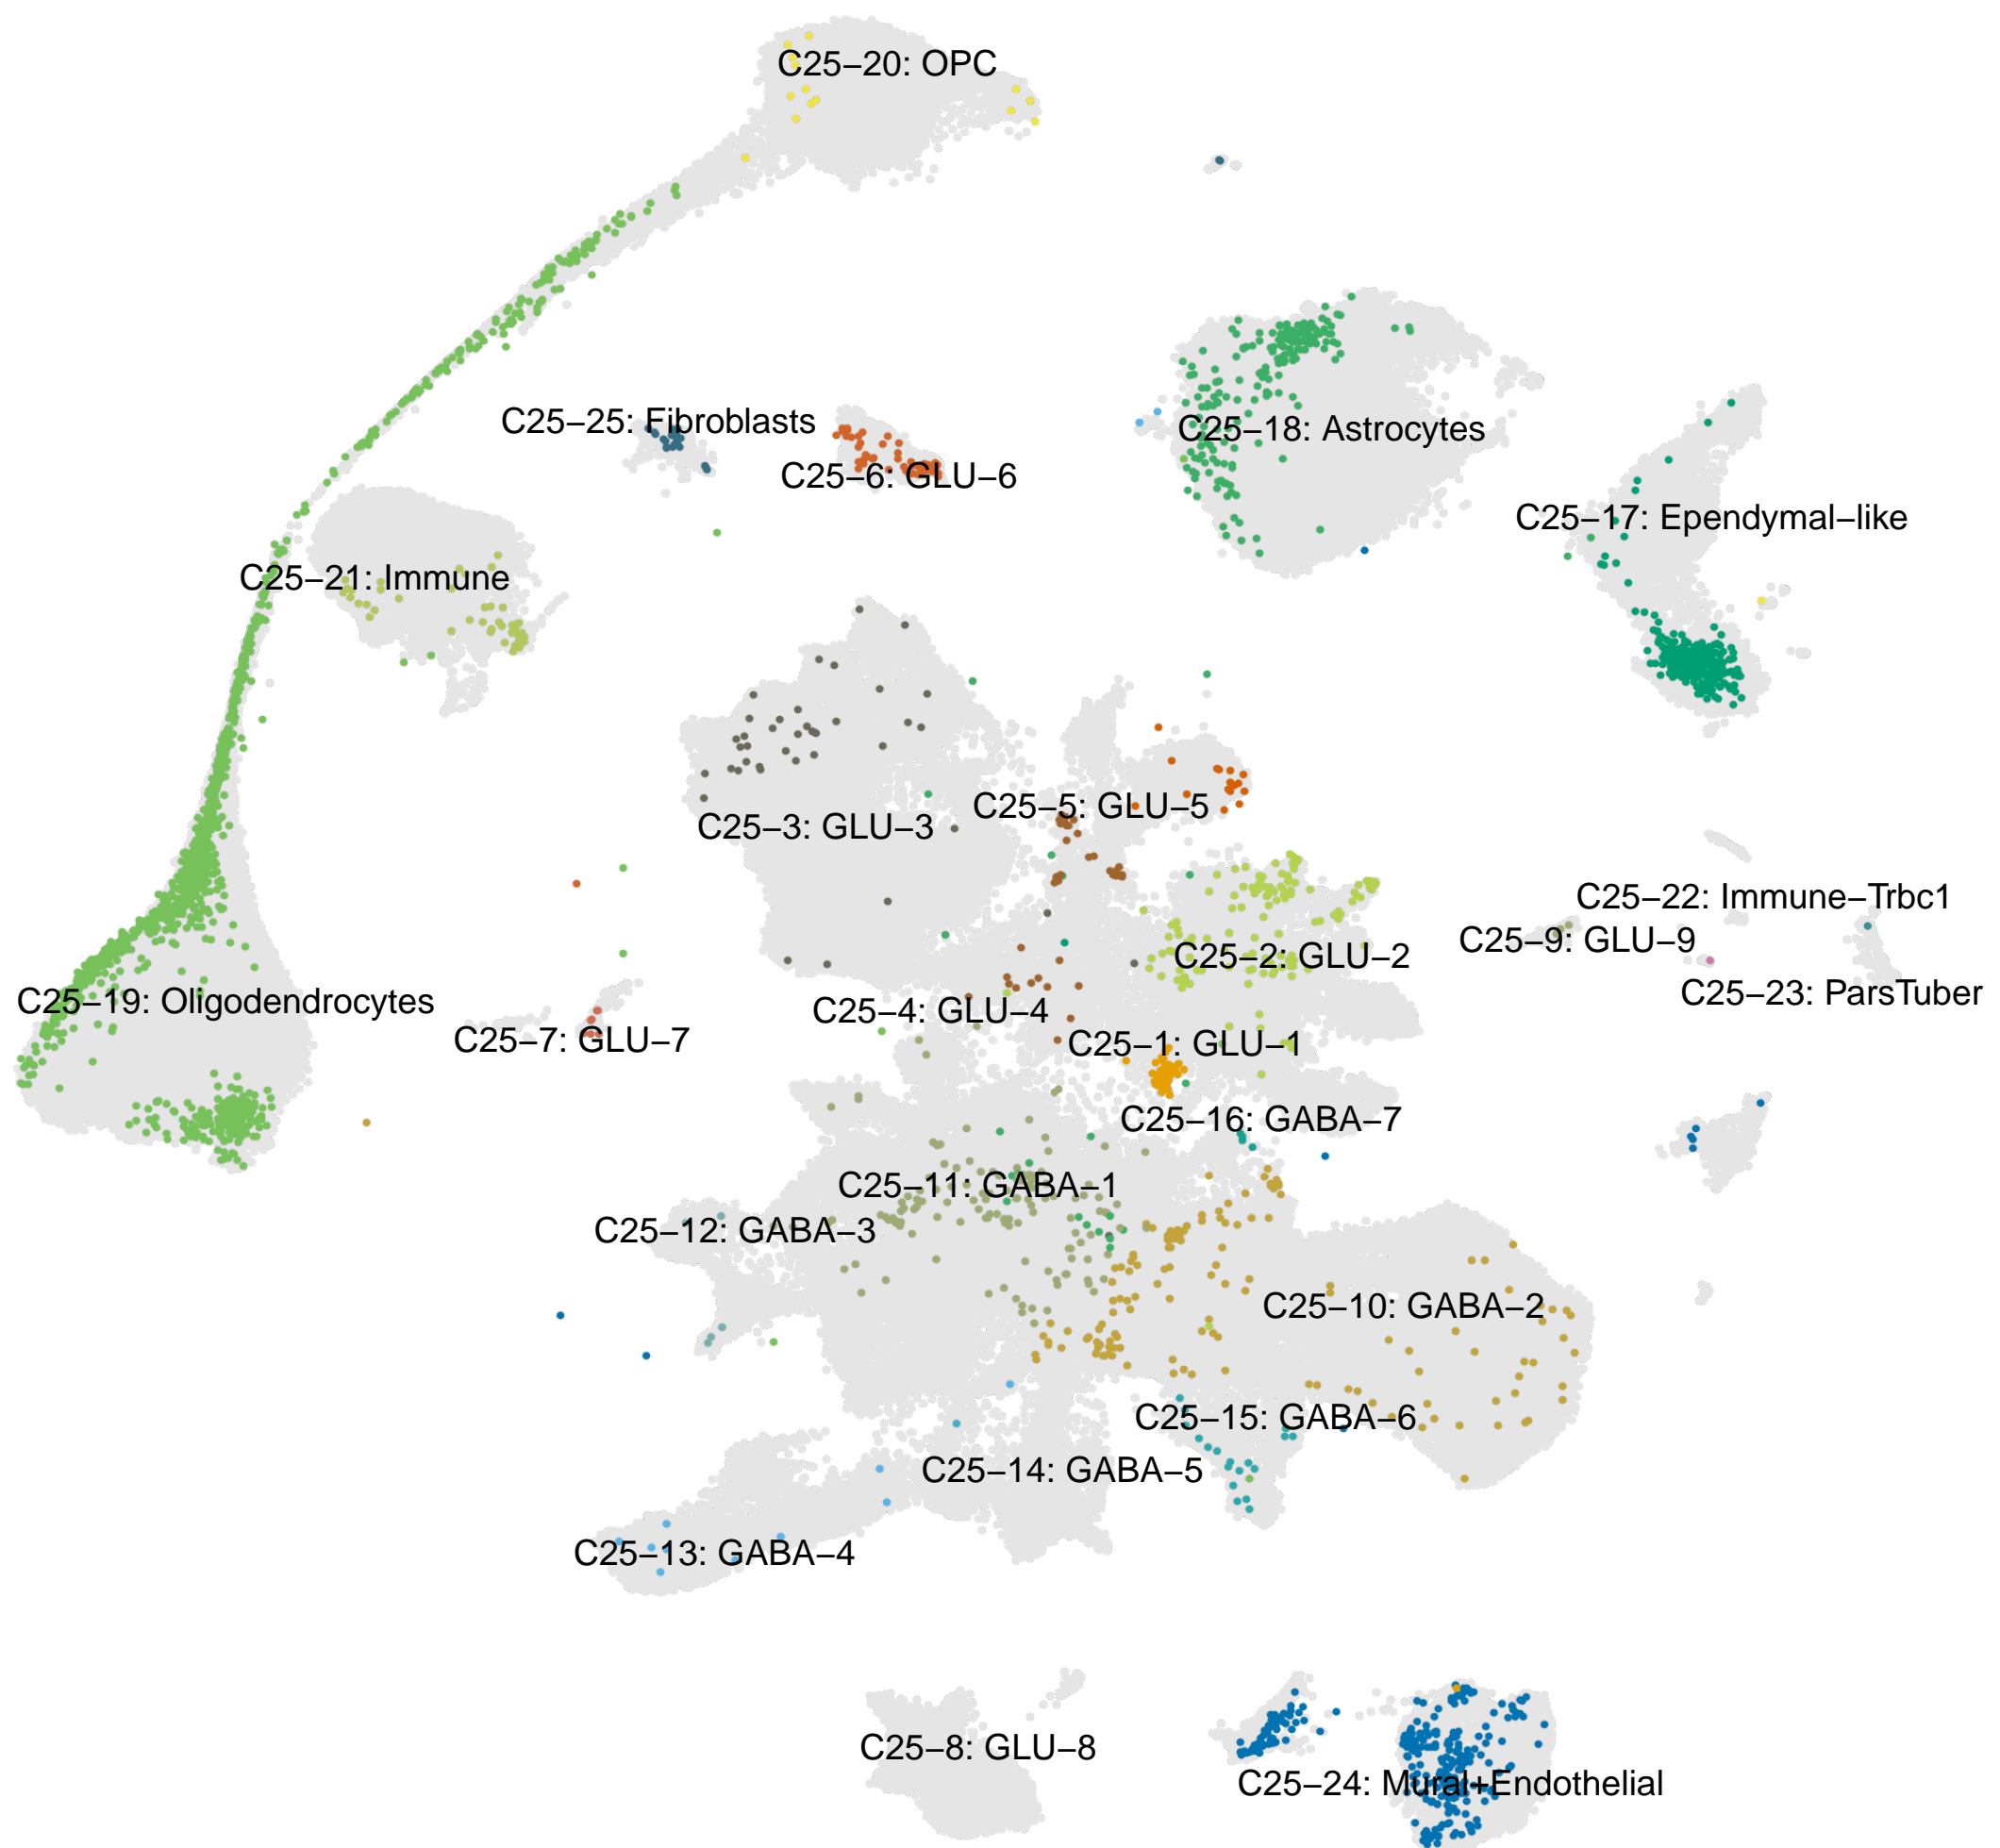 C25–20: OPC
C25–25: Fibroblasts
C25–18: Astrocytes
C25–6: GLU–6
C25–17: Ependymal–like
C25–21: Immune
C25–5: GLU–5
C25–3: GLU–3
C25–22: Immune–Trbc1
C25–9: GLU–9
C25–2: GLU–2
C25–23: ParsTuber
C25–19: Oligodendrocytes
C25–4: GLU–4
C25–7: GLU–7
C25–1: GLU–1
C25–16: GABA–7
C25–11: GABA–1
C25–12: GABA–3
C25–10: GABA–2
C25–15: GABA–6
C25–14: GABA–5
C25–13: GABA–4
C25–8: GLU–8
C25–24: Mural+Endothelial